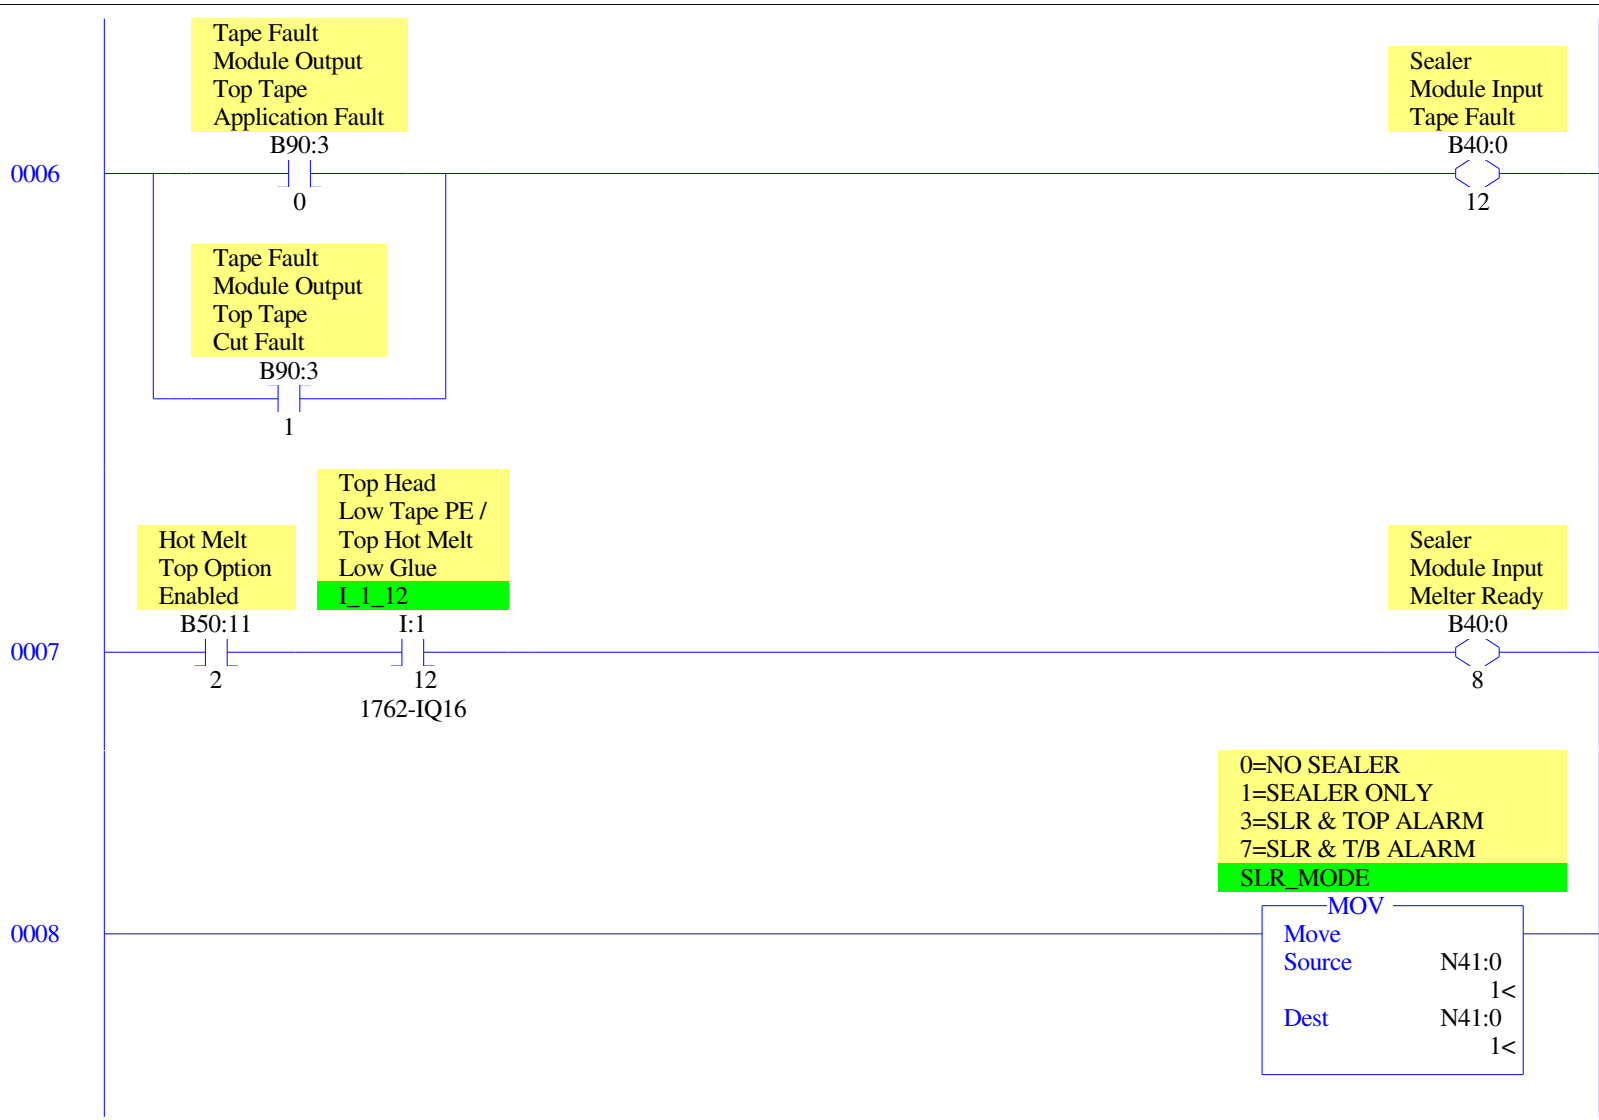 Tape Fault
Module Output
Top Tape
Application Fault
B90:3
0
Sealer
Module Input
Tape Fault
B40:0
12
0006
Tape Fault
Module Output
Top Tape
Cut Fault
B90:3
1
Hot Melt
Top Option
Enabled
B50:11
2
Top Head
Low Tape PE /
Top Hot Melt
Low Glue
I_1_12
I:1
12
1762-IQ16
Sealer
Module Input
Melter Ready
B40:0
8
0007
0=NO SEALER
1=SEALER ONLY
3=SLR & TOP ALARM
7=SLR & T/B ALARM
SLR_MODE
MOV
0008
Move
Source N41:0
1<
Dest N41:0
1<